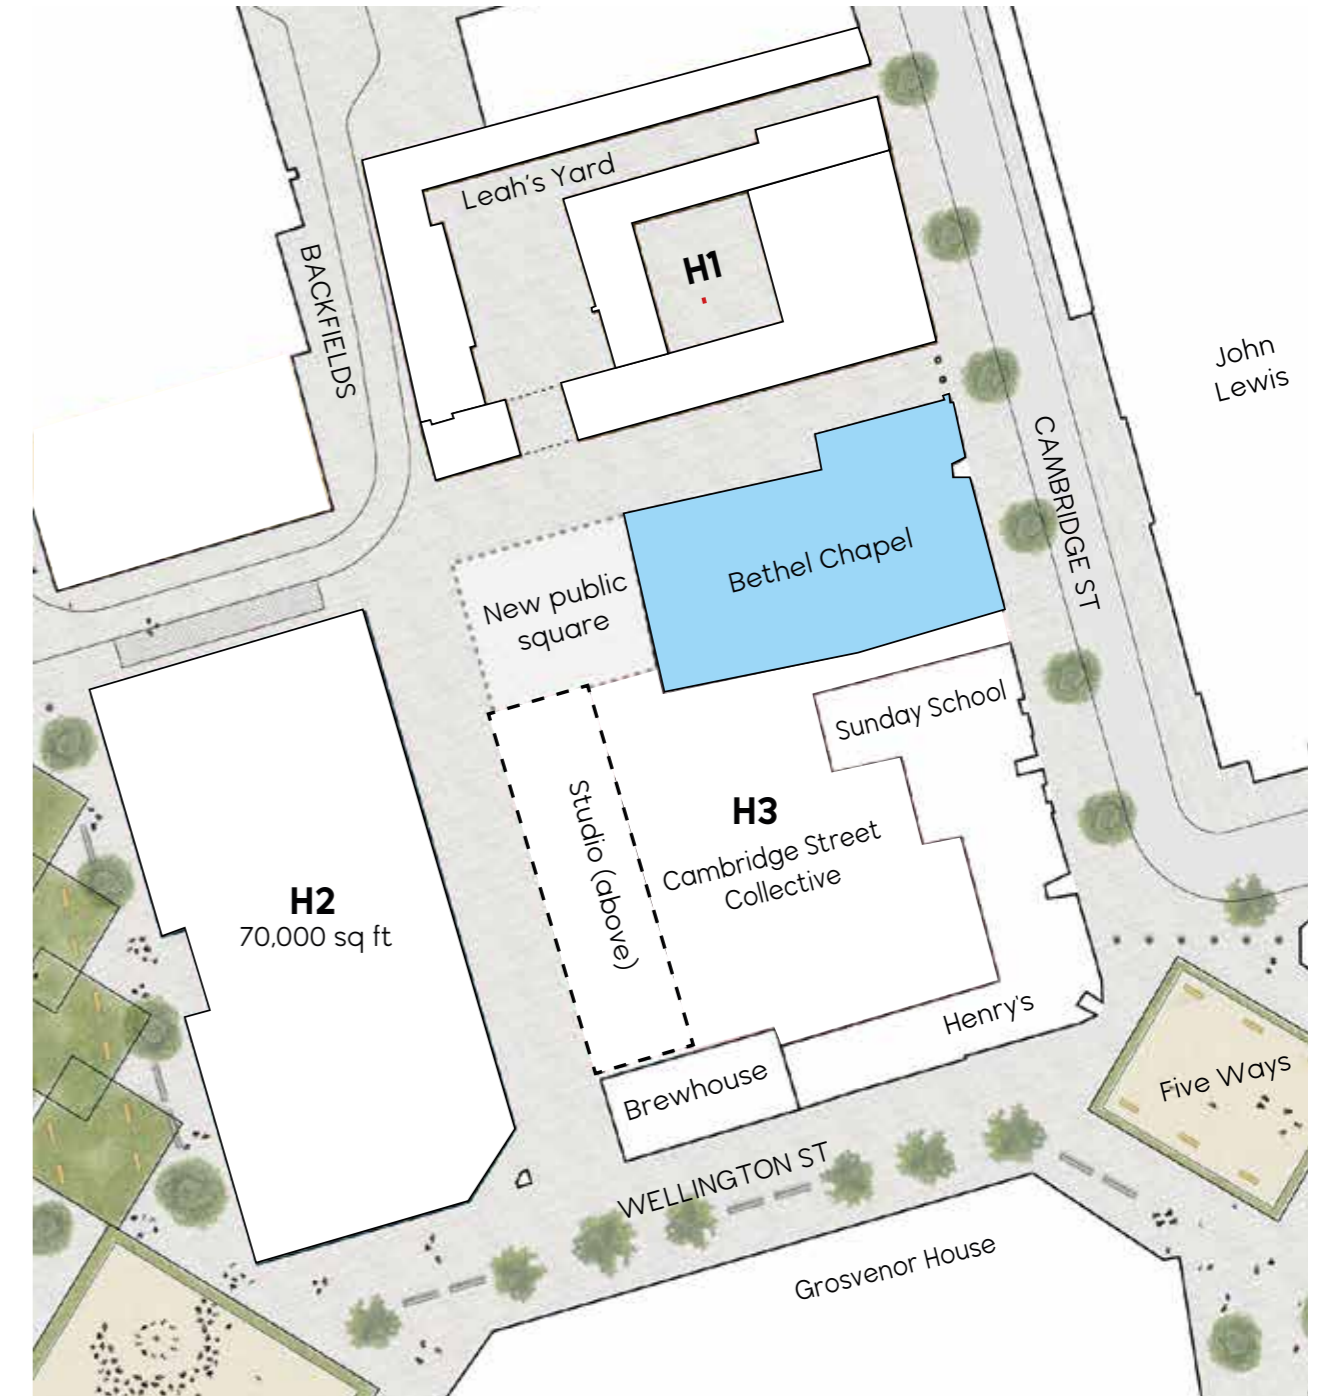 Leah's Yard
H1
BACKFIELDS
John
Lewis
CAMBRIDGE ST
Bethel Chapel
New public
square
Sunday School
Studio (above)
H3
Cambridge Street
Collective
H2
70,000 sq ft
Henry's
Brewhouse
Five Ways
WELLINGTON ST
Grosvenor House